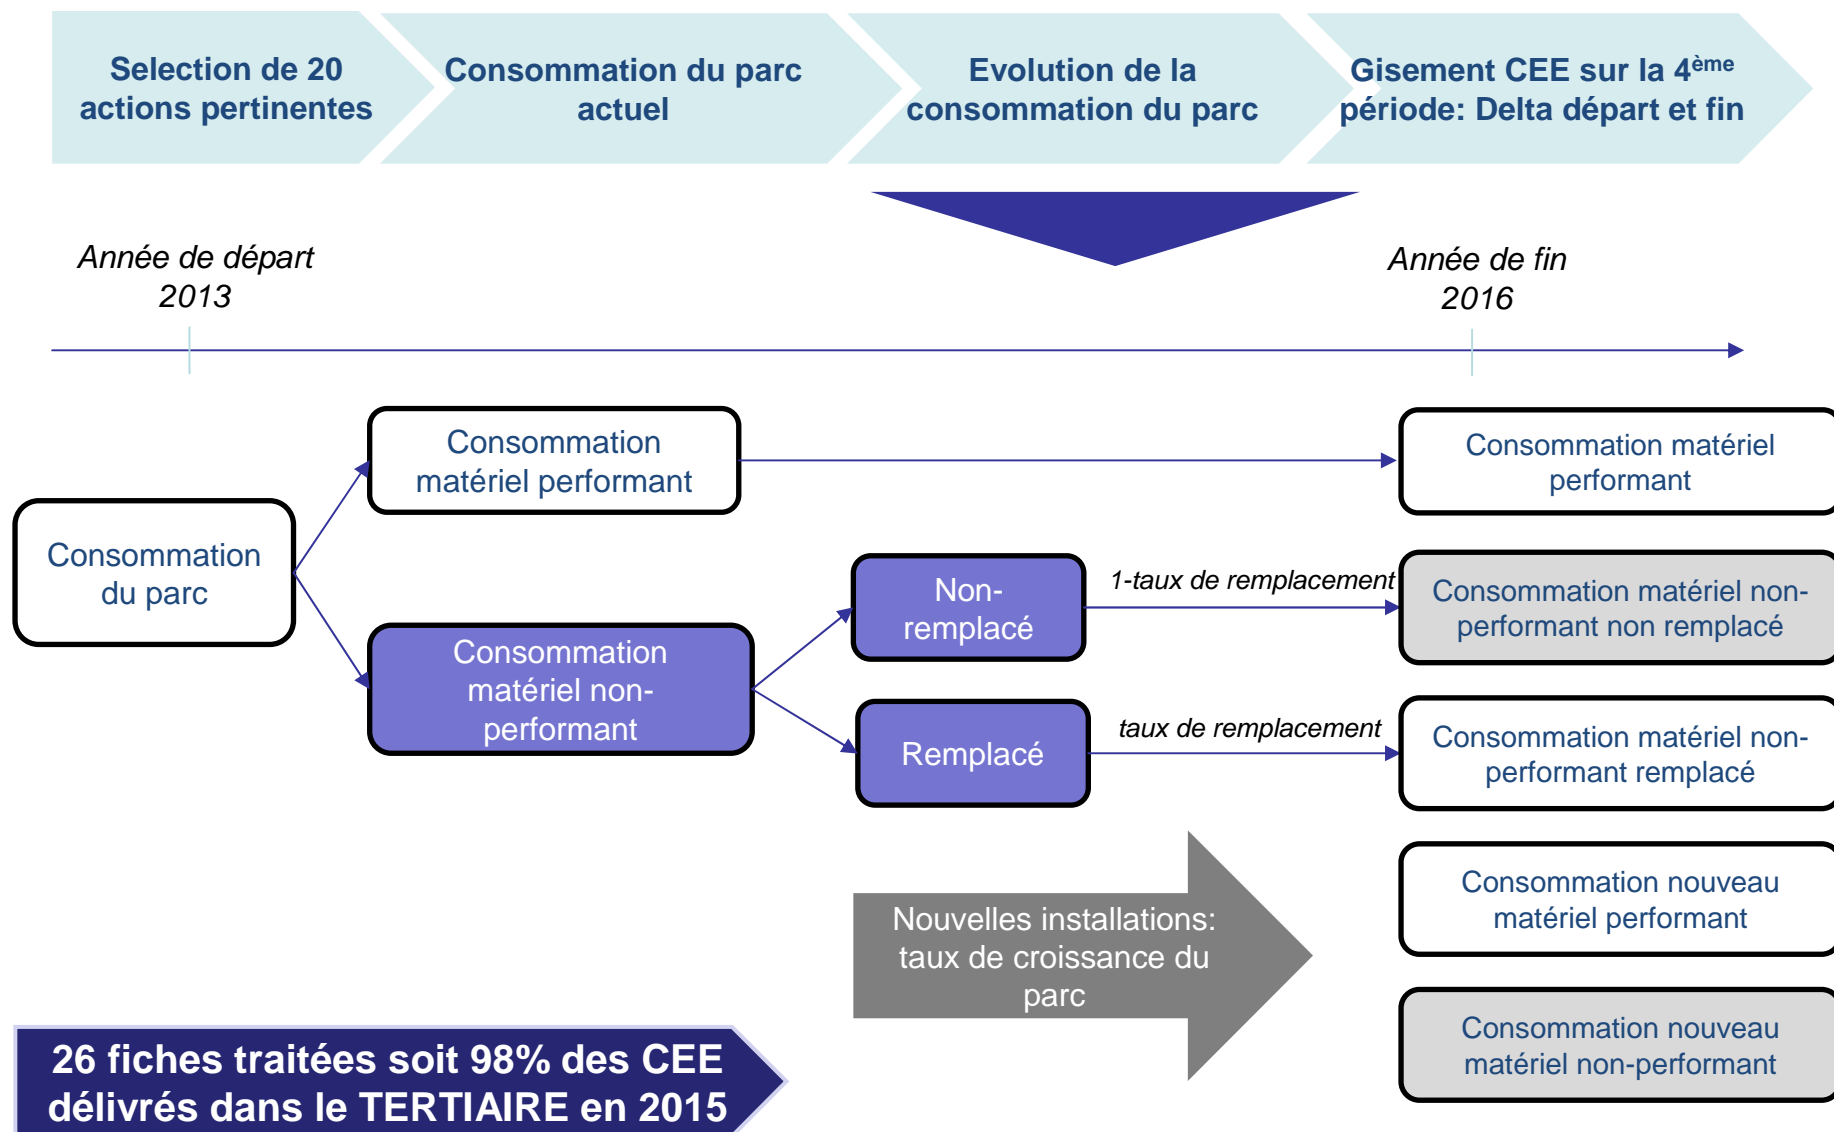 Selection de 20
actions pertinentes
Consommation du parc
actuel
Evolution de la
consommation du parc
Gisement CEE sur la 4ème
période: Delta départ et fin
Année de départ
2013
Année de fin
2016
Consommation
du parc
Consommation
matériel performant
Consommation
matériel non-
performant
Non-
remplacé
Remplacé
1-taux de remplacement
taux de remplacement
Consommation matériel
performant
Consommation matériel non-
performant non remplacé
Consommation matériel non-
performant remplacé
Consommation nouveau
matériel performant
Consommation nouveau
matériel non-performant
Nouvelles installations:
taux de croissance du
parc
26 fiches traitées soit 98% des CEE
délivrés dans le TERTIAIRE en 2015